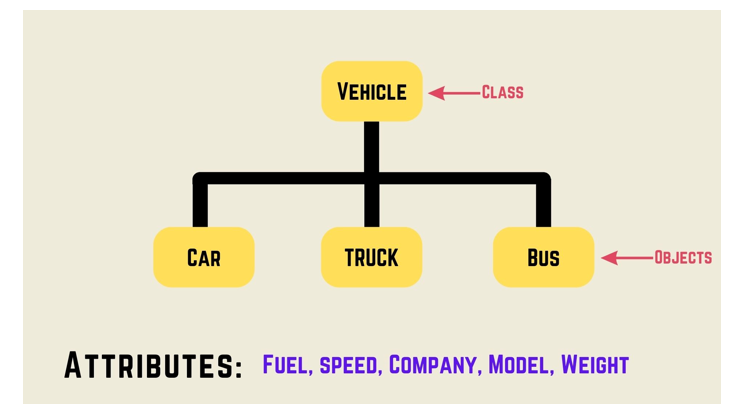 Vehicle
Class
Car
TRUCK
Bus
Objects
Attributes: Fuel, speed, Company, Model, Weight